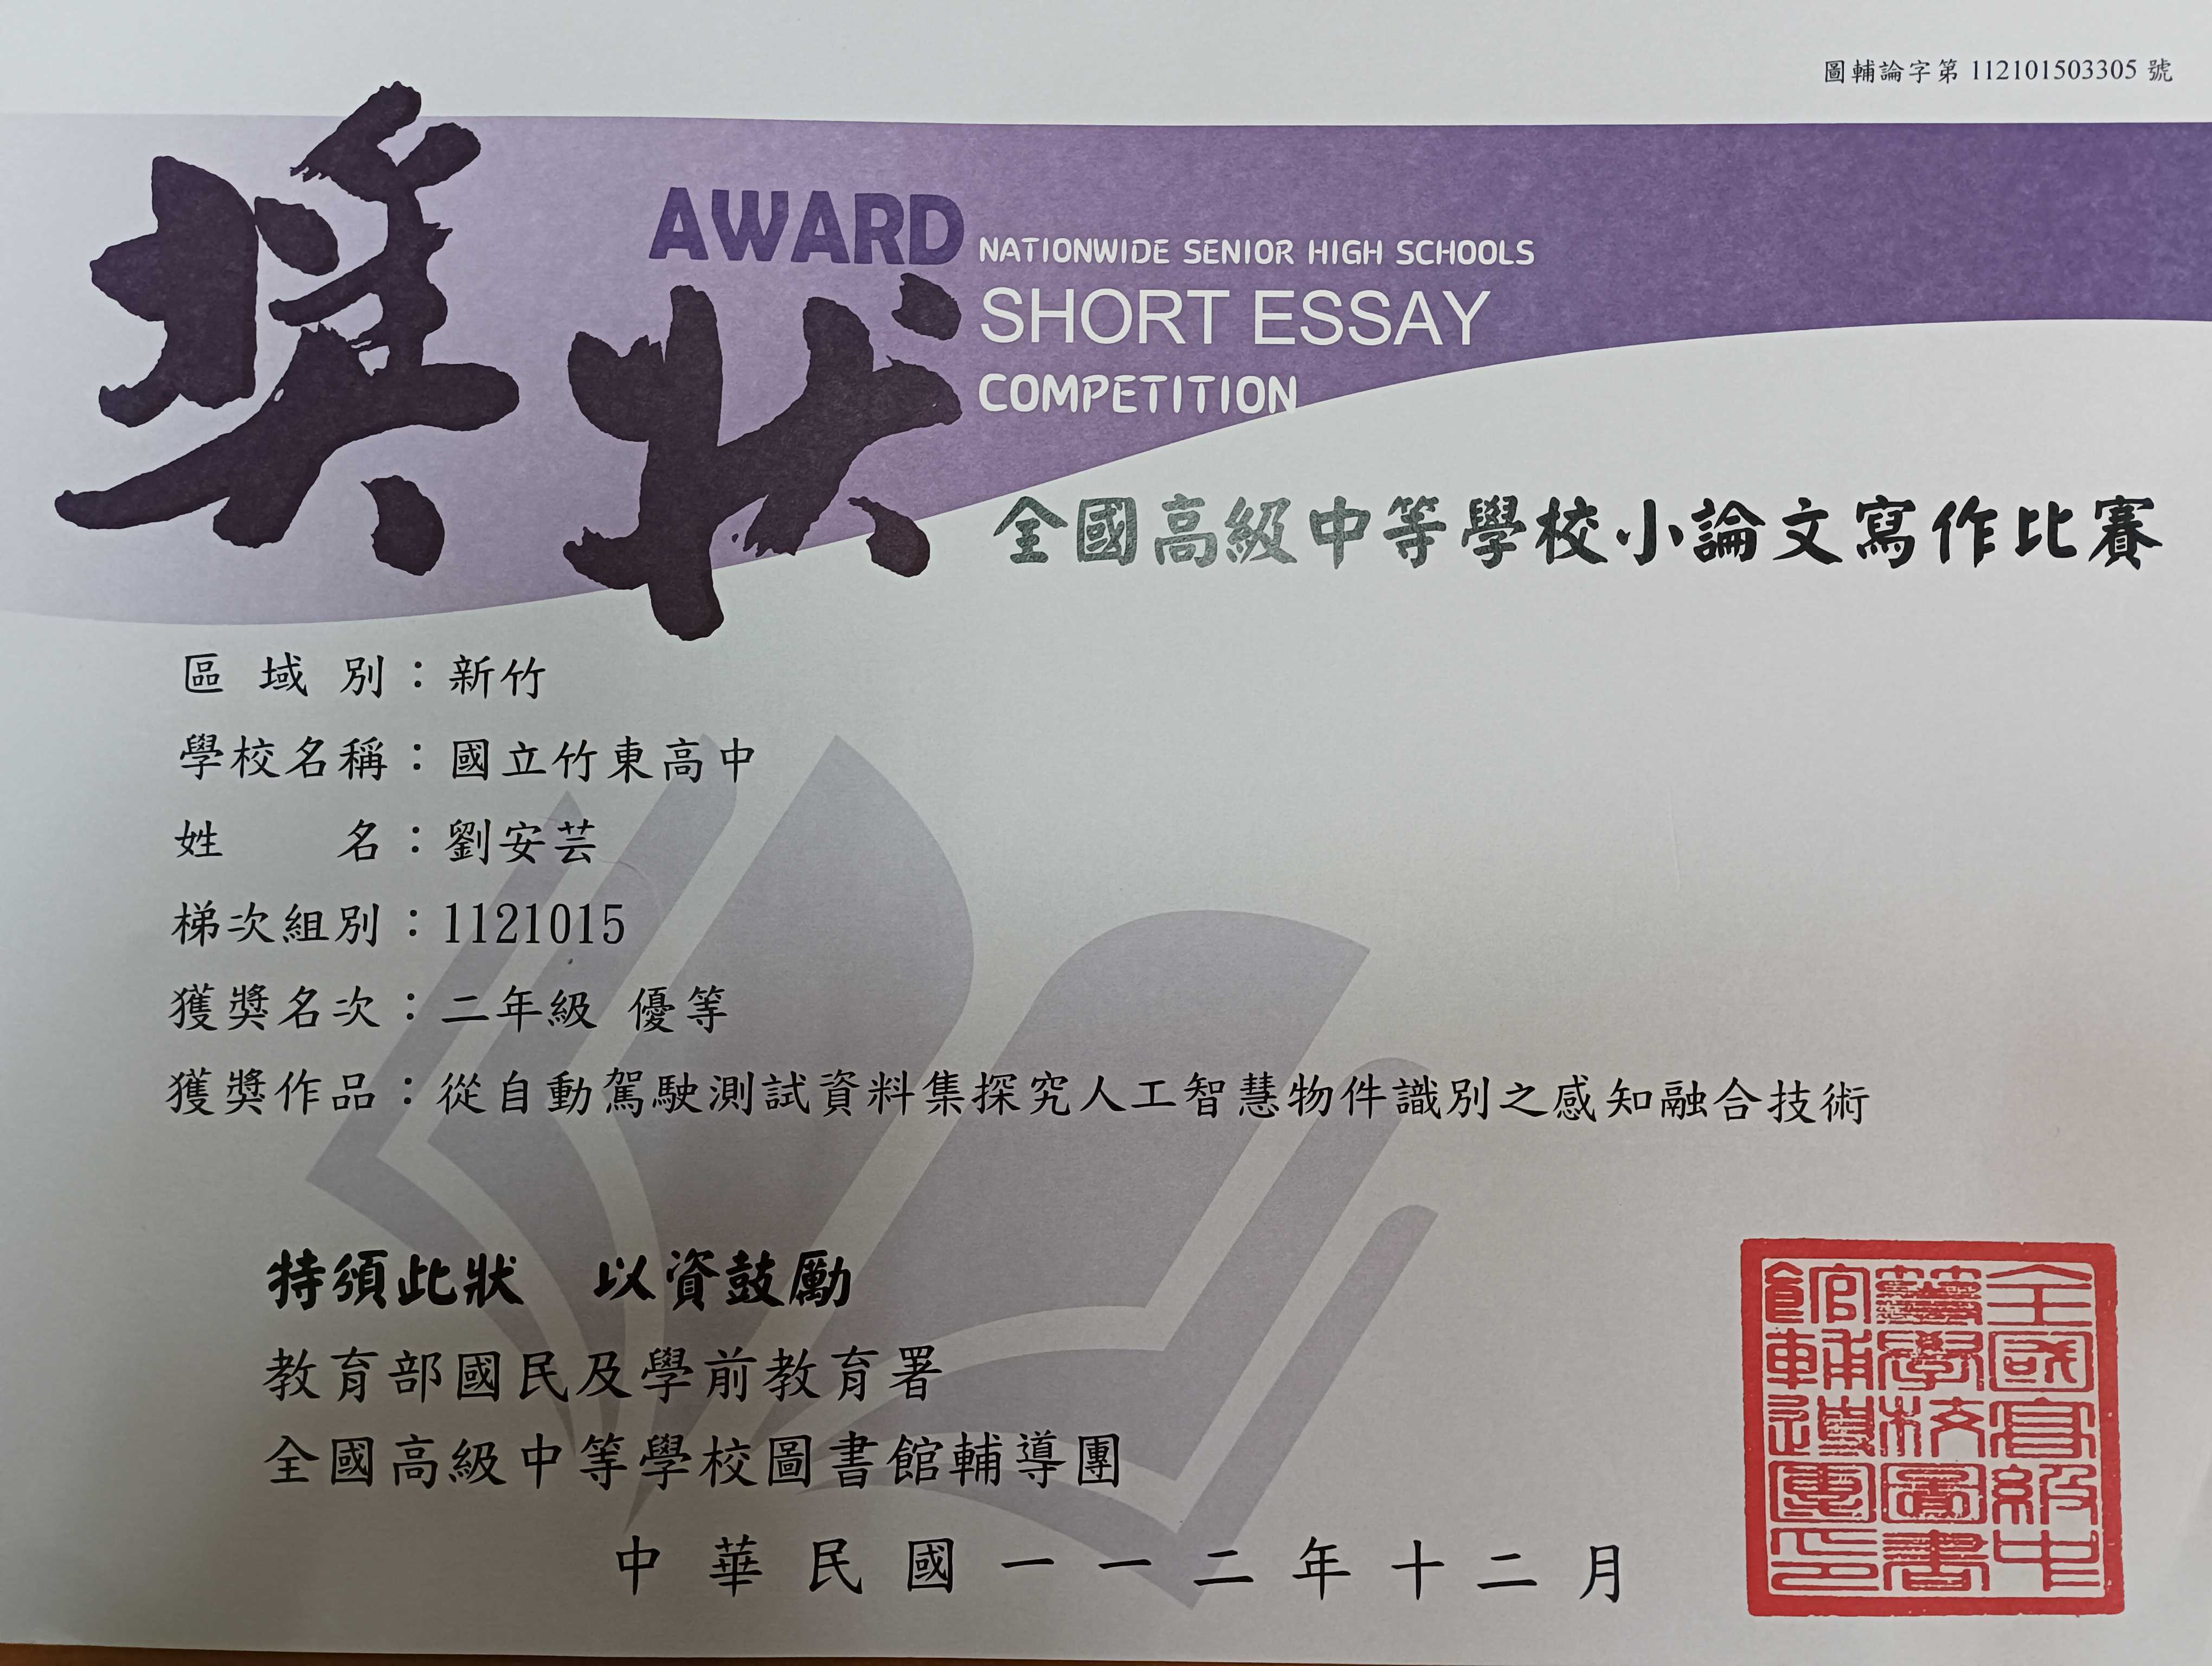 圖輔論字第 112101503305 號
獎狀
AWARD
NATIONWIDE SENIOR HIGH SCHOOLS
SHORT ESSAY
COMPETITION
全國高級中等學校小論文寫作比賽
區域別：新竹
學校名稱：國立竹東高中
姓名：劉安芸
梯次組別：1121015
獲獎名次：二年級 優等
獲獎作品：從自動駕駛測試資料集探究人工智慧物件識別之感知融合技術
特頒此狀 以資鼓勵
教育部國民及學前教育署
全國高級中等學校圖書館輔導團
中華民國一一二年十二月
全國高級中
等學校圖書
館輔導團印